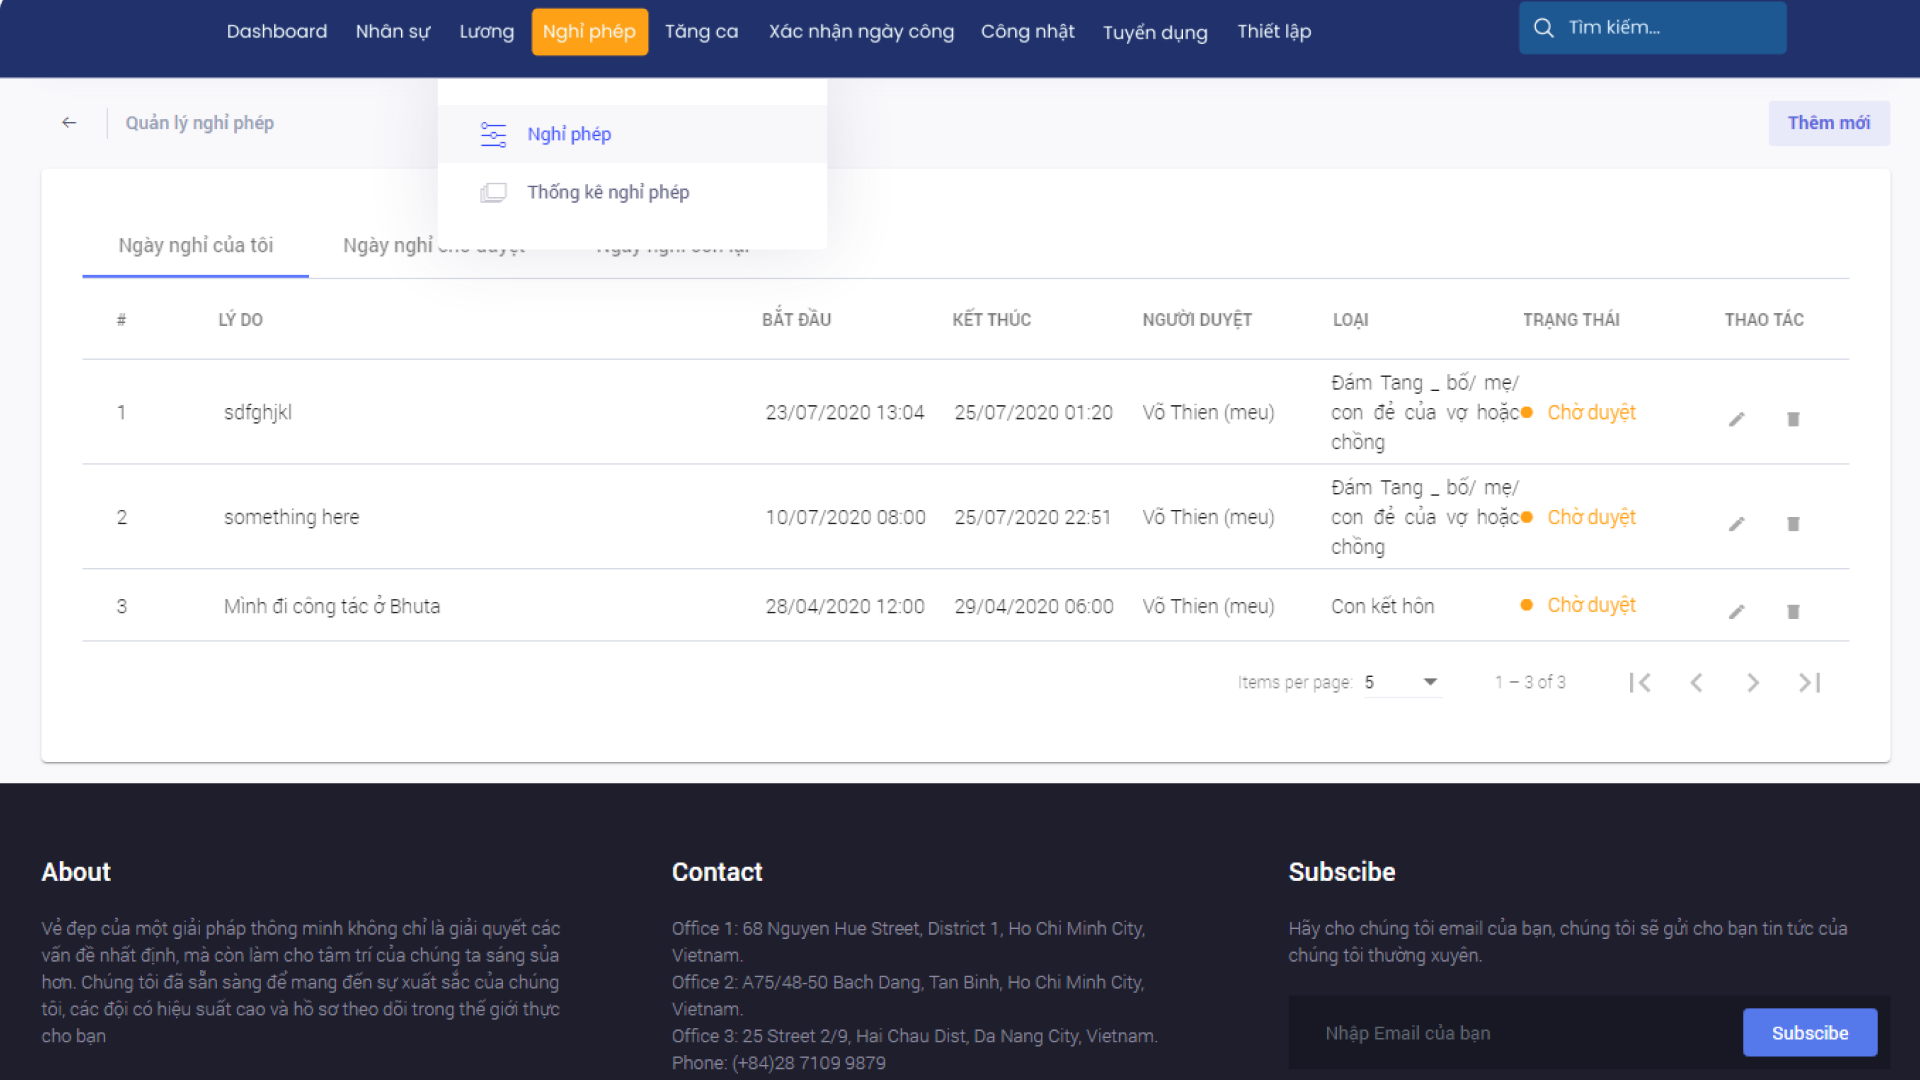 Dashboard Nhân sự Lương Nghỉ phép Tăng ca Xác nhận ngày công Công nhật Tuyển dụng Thiết lập Tìm kiếm...
Quản lý nghỉ phép
Thêm mới
Nghỉ phép
Thống kê nghỉ phép
Ngày nghỉ của tôi Ngày nghỉ
# LÝ DO BẮT ĐẦU KẾT THÚC NGƯỜI DUYỆT LOẠI TRẠNG THÁI THAO TÁC
Đám Tang _ bố/ mẹ/
1 sdfghjkl 23/07/2020 13:04 25/07/2020 01:20 Võ Thien (meu) con đẻ của vợ hoặc Chờ duyệt
chồng
Đám Tang _ bố/ mẹ/
2 something here 10/07/2020 08:00 25/07/2020 22:51 Võ Thien (meu) con đẻ của vợ hoặc Chờ duyệt
chồng
3 Mình đi công tác ở Bhuta 28/04/2020 12:00 29/04/2020 06:00 Võ Thien (meu) Con kết hôn Chờ duyệt
Items per page: 5 1 – 3 of 3
About
Vẻ đẹp của một giải pháp thông minh không chỉ là giải quyết các
vấn đề nhất định, mà còn làm cho tâm trí của chúng ta sáng sủa
hơn. Chúng tôi đã sẵn sàng để mang đến sự xuất sắc của chúng
tôi, các đội có hiệu suất cao và hồ sơ theo dõi trong thế giới thực
cho bạn
Contact
Office 1: 68 Nguyen Hue Street, District 1, Ho Chi Minh City,
Vietnam.
Office 2: A75/48-50 Bach Dang, Tan Binh, Ho Chi Minh City,
Vietnam.
Office 3: 25 Street 2/9, Hai Chau Dist, Da Nang City, Vietnam.
Phone: (+84)28 7109 9879
Subscibe
Hãy cho chúng tôi email của bạn, chúng tôi sẽ gửi cho bạn tin tức của
chúng tôi thường xuyên.
Nhập Email của bạn
Subscibe